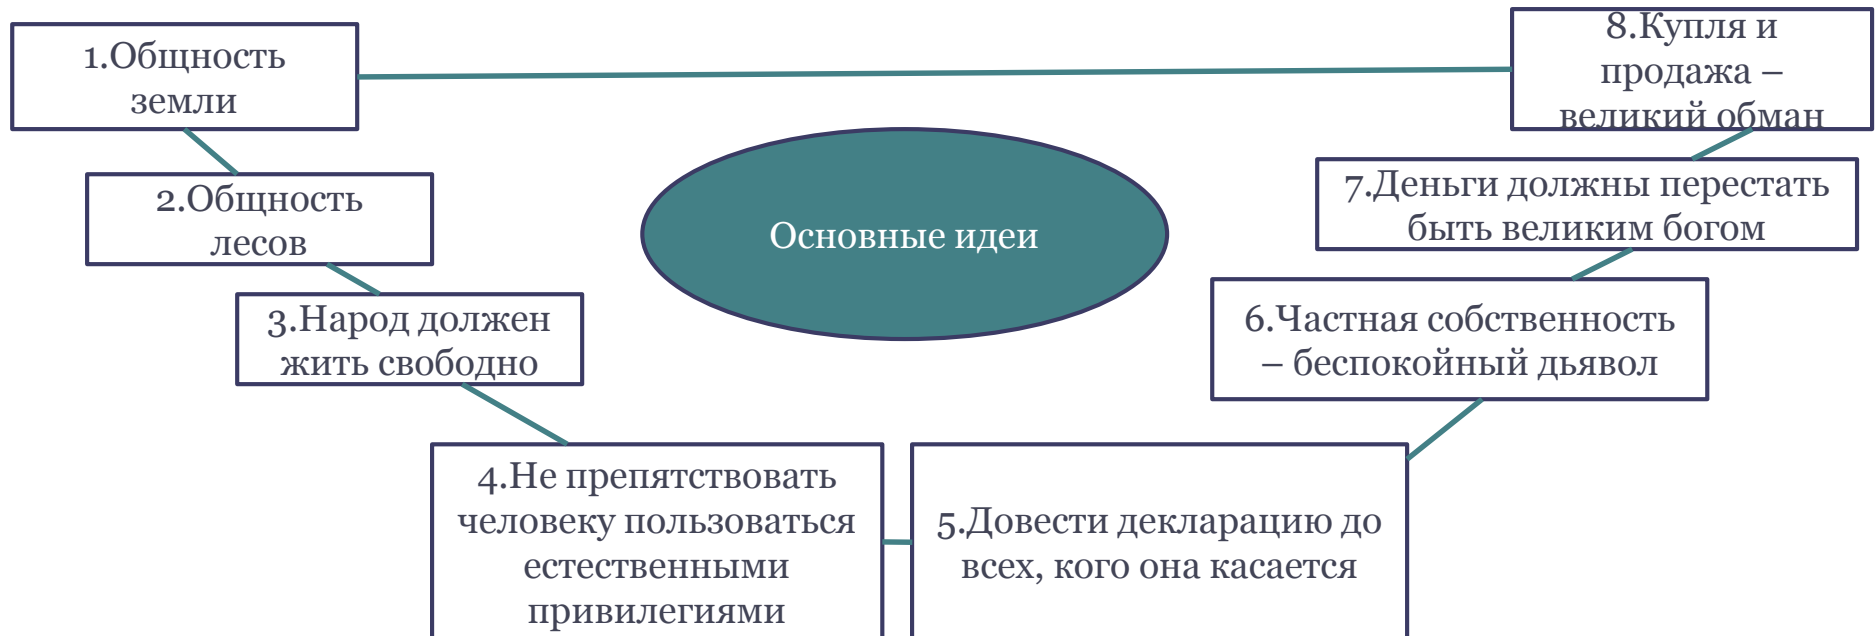 1.Общность
земли
2.Общность
лесов
3.Народ должен
жить свободно
4.Не препятствовать
человеку пользоваться
естественными
привилегиями
5.Довести декларацию до
всех, кого она касается
6.Частная собственность
– беспокойный дьявол
7.Деньги должны перестать
быть великим богом
8.Купля и
продажа –
великий обман
Основные идеи